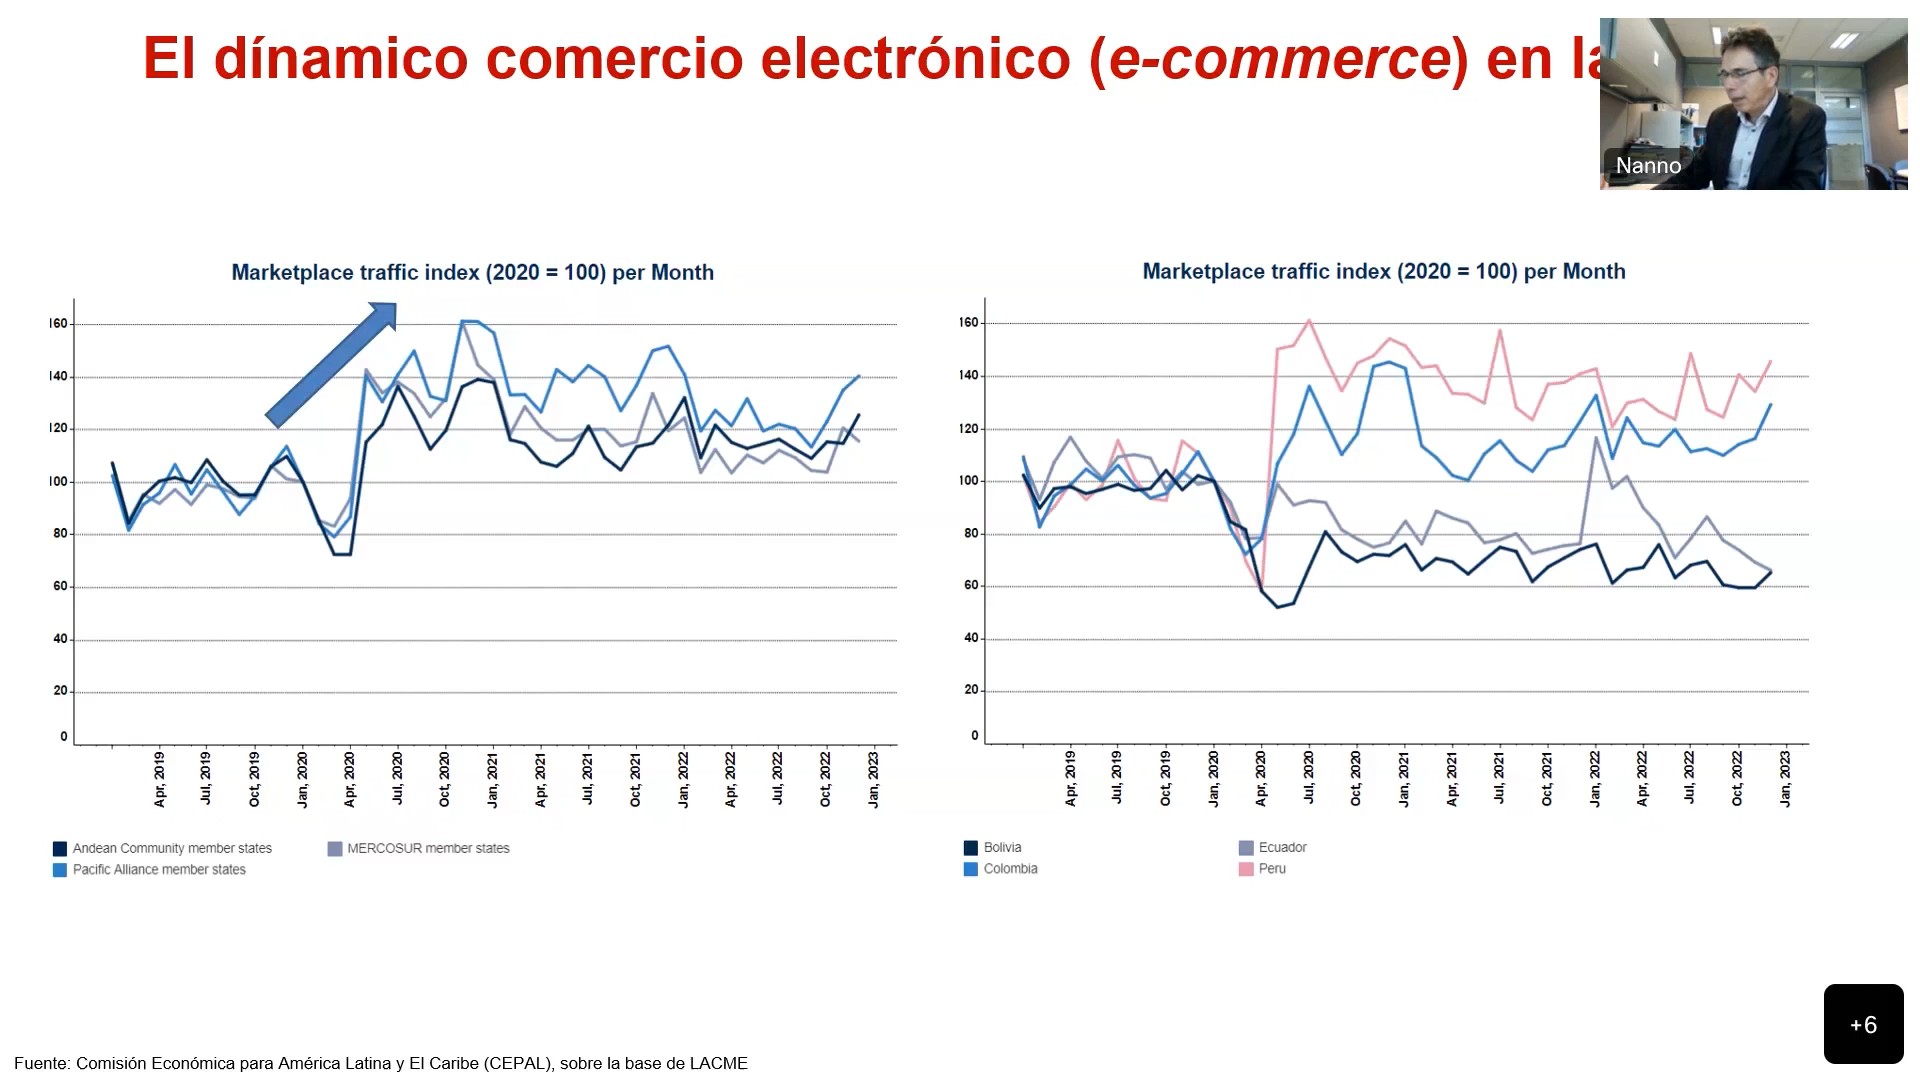 El dínamico comercio electrónico (e-commerce) en la
Nanno
Marketplace traffic index (2020 = 100) per Month
160
140
120
100
80
60
40
20
0
Apr, 2019
Jul, 2019
Oct, 2019
Jan, 2020
Apr, 2020
Jul, 2020
Oct, 2020
Jan, 2021
Apr, 2021
Jul, 2021
Oct, 2021
Jan, 2022
Apr, 2022
Jul, 2022
Oct, 2022
Jan, 2023
Andean Community member states
MERCOSUR member states
Pacific Alliance member states
Marketplace traffic index (2020 = 100) per Month
160
140
120
100
80
60
40
20
0
Apr, 2019
Jul, 2019
Oct, 2019
Jan, 2020
Apr, 2020
Jul, 2020
Oct, 2020
Jan, 2021
Apr, 2021
Jul, 2021
Oct, 2021
Jan, 2022
Apr, 2022
Jul, 2022
Oct, 2022
Jan, 2023
Bolivia
Ecuador
Colombia
Peru
+6
Fuente: Comisión Económica para América Latina y El Caribe (CEPAL), sobre la base de LACME